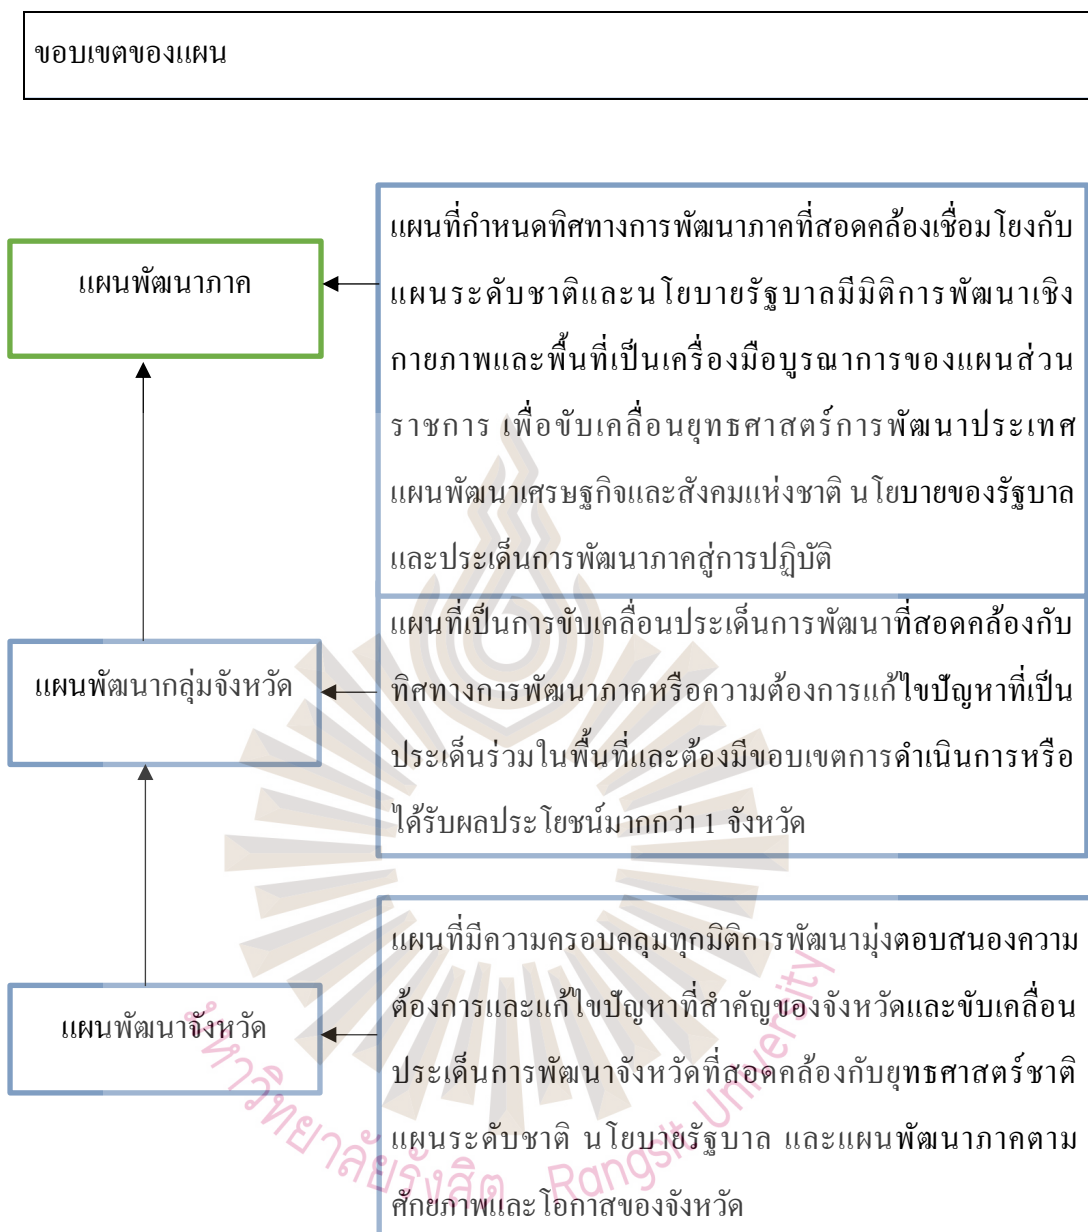 ขอบเขตของแผน
แผนพัฒนาภาค
แผนที่กำหนดทิศทางการพัฒนาภาคที่สอดคล้องเชื่อมโยงกับ
แผนระดับชาติและนโยบายรัฐบาลมีมิติการพัฒนาเชิง
กายภาพและพื้นที่เป็นเครื่องมือบูรณาการของแผนส่วน
ราชการ เพื่อขับเคลื่อนยุทธศาสตร์การพัฒนาประเทศ
แผนพัฒนาเศรษฐกิจและสังคมแห่งชาติ นโยบายของรัฐบาล
และประเด็นการพัฒนาภาคสู่การปฏิบัติ
แผนพัฒนากลุ่มจังหวัด
แผนที่เป็นการขับเคลื่อนประเด็นการพัฒนาที่สอดคล้องกับ
ทิศทางการพัฒนาภาคหรือความต้องการแก้ไขปัญหาที่เป็น
ประเด็นร่วมในพื้นที่และต้องมีขอบเขตการดำเนินการหรือ
ได้รับผลประโยชน์มากกว่า 1 จังหวัด
แผนพัฒนาจังหวัด
แผนที่มีความครอบคลุมทุกมิติการพัฒนามุ่งตอบสนองความ
ต้องการและแก้ไขปัญหาที่สำคัญของจังหวัดและขับเคลื่อน
ประเด็นการพัฒนาจังหวัดที่สอดคล้องกับยุทธศาสตร์ชาติ
แผนระดับชาติ นโยบายรัฐบาล และแผนพัฒนาภาคตาม
ศักยภาพและโอกาสของจังหวัด
มหาวิทยาลัยรังสิต Rangsit University